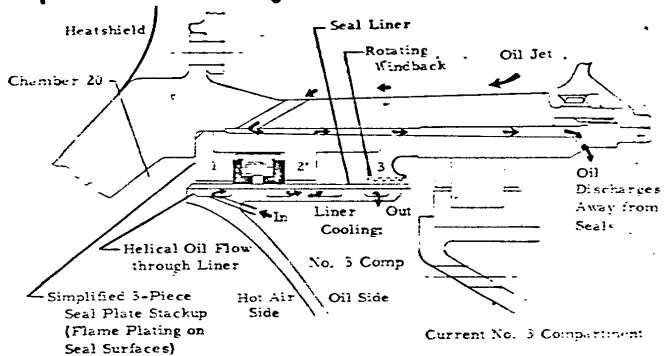 Heatshield
Seal Liner
Rotating
Windback
Oil Jet
Chamber 20
1
2
3
Oil
Discharges
Away from
Seals
In
Liner
Cooling
Out
Helical Oil Flow
through Liner
No. 3 Comp
Simplified 3-Piece
Seal Plate Stackup
(Flame Plating on
Seal Surfaces)
Hot Air
Side
Oil Side
Current No. 3 Compartment